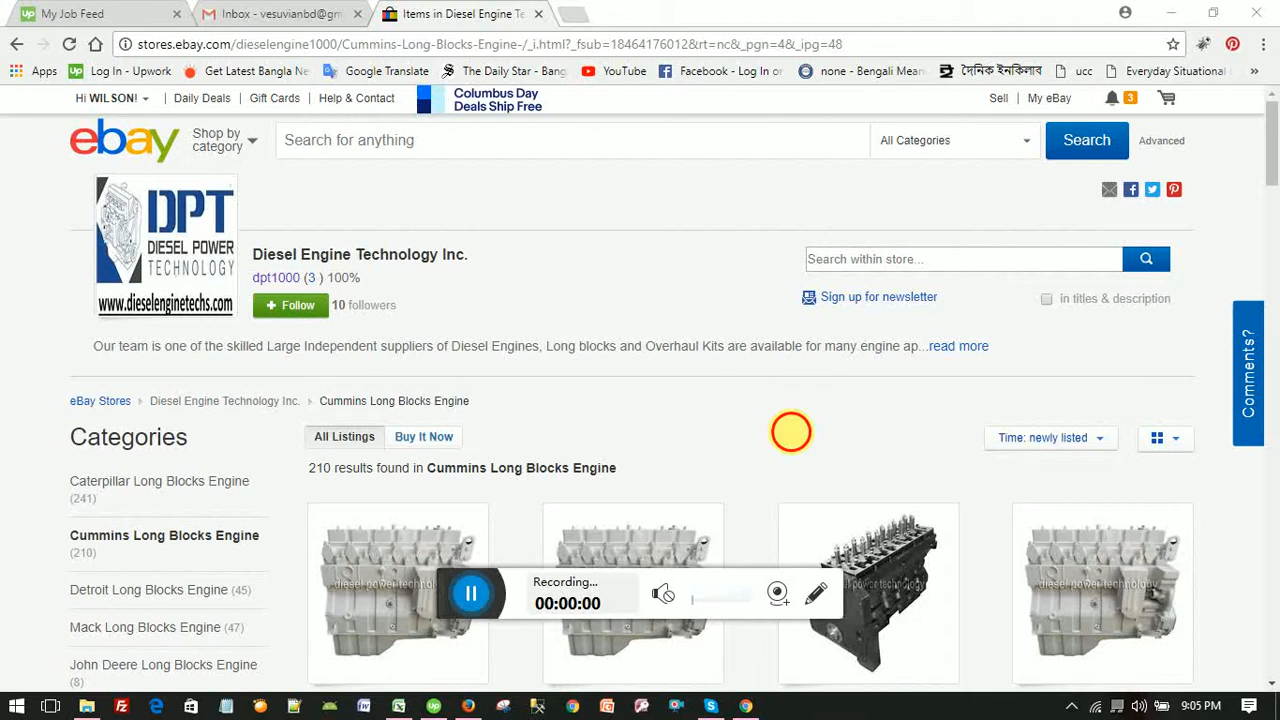 My Job Feed
Inbox - vesuvianbd@gm
Items in Diesel Engine Te
stores.ebay.com/dieselengine1000/Cummins-Long-Blocks-Engine-/_i.html?_fsub=18464176012&rt=nc&_pgn=4&_ipg=48
Apps Log In - Upwork Get Latest Bangla Ne Google Translate The Daily Star - Bang YouTube Facebook - Log In or none - Bengali Mean দৈনিক ইনকিলাব ucc Everyday Situational
Hi WILSON! Daily Deals Gift Cards Help & Contact
Columbus Day
Deals Ship Free
Sell My eBay 3
ebay
Shop by
category
Search for anything
All Categories
Search
Advanced
DPT
DIESEL POWER
TECHNOLOGY
www.dieselenginetechs.com
Diesel Engine Technology Inc.
dpt1000 (3 ) 100%
+ Follow 10 followers
Search within store...
Sign up for newsletter
in titles & description
Comments?
Our team is one of the skilled Large Independent suppliers of Diesel Engines, Long blocks and Overhaul Kits are available for many engine ap...read more
eBay Stores Diesel Engine Technology Inc. Cummins Long Blocks Engine
Categories
All Listings Buy It Now
Time: newly listed
210 results found in Cummins Long Blocks Engine
Caterpillar Long Blocks Engine
(241)
Cummins Long Blocks Engine
(210)
Detroit Long Blocks Engine (45)
Mack Long Blocks Engine (47)
John Deere Long Blocks Engine
(8)
diesel power technology
diesel power technology
Recording...
00:00:00
9:05 PM